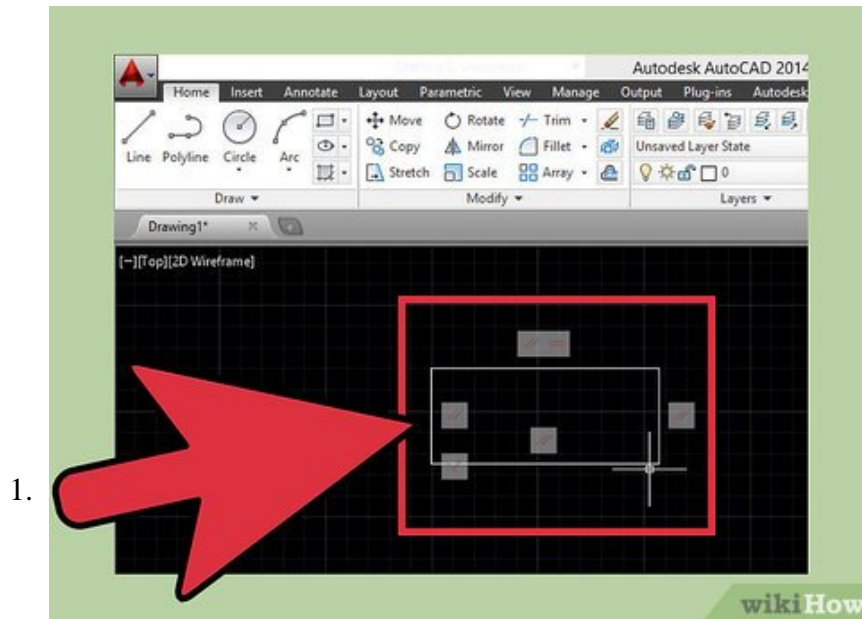 Autodesk AutoCAD 2014
Home Insert Annotate Layout Parametric View Manage Output Plug-ins Autodesk
Move Rotate Trim
Line Polyline Circle Arc Copy Mirror Fillet Unsaved Layer State
Stretch Scale Array 0
Draw Modify Layers
Drawing1*
[−][Top][2D Wireframe]
1.
wikiHow